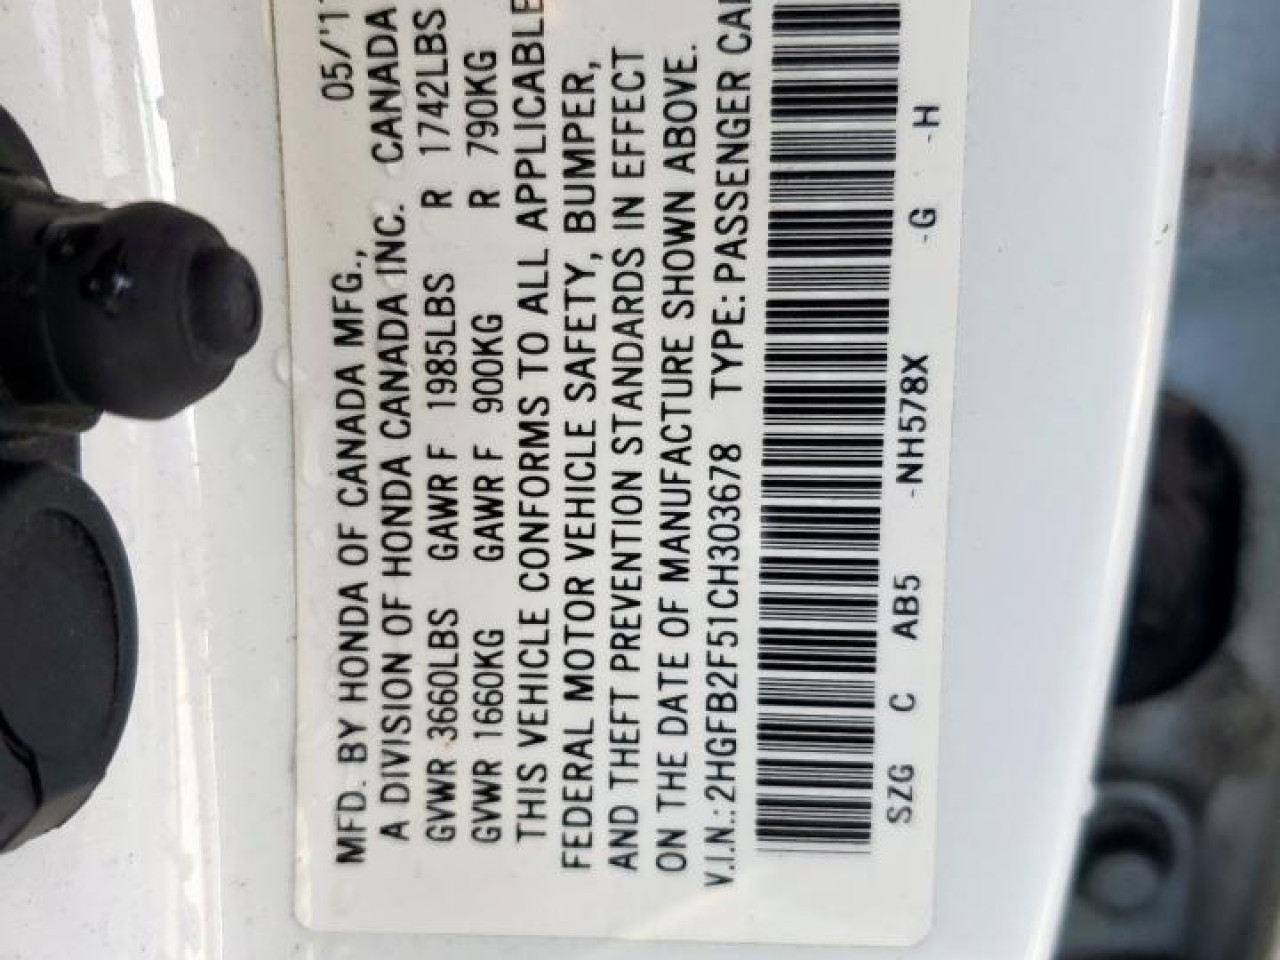 MFD. BY HONDA OF CANADA MFG., 05/'1
A DIVISION OF HONDA CANADA INC. CANADA
GVWR 3660LBS GAWR F 1985LBS R 1742LBS
GVWR 1660KG GAWR F 900KG R 790KG
THIS VEHICLE CONFORMS TO ALL APPLICABLE
FEDERAL MOTOR VEHICLE SAFETY, BUMPER,
AND THEFT PREVENTION STANDARDS IN EFFECT
ON THE DATE OF MANUFACTURE SHOWN ABOVE.
V.I.N.: 2HGFB2F51CH303678 TYPE: PASSENGER CAR
SZG C AB5 -NH578X -G -H